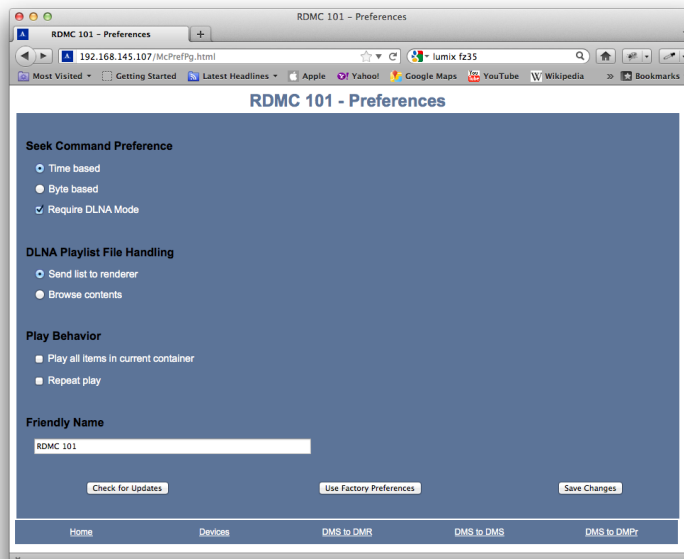 RDMC 101 – Preferences
RDMC 101 – Preferences
192.168.145.107/McPrefPg.html
lumix fz35
Most Visited
Getting Started
Latest Headlines
Apple
Yahoo!
Google Maps
YouTube
Wikipedia
»
Bookmarks
RDMC 101 - Preferences
Seek Command Preference
Time based
Byte based
Require DLNA Mode
DLNA Playlist File Handling
Send list to renderer
Browse contents
Play Behavior
Play all items in current container
Repeat play
Friendly Name
RDMC 101
Check for Updates
Use Factory Preferences
Save Changes
Home
Devices
DMS to DMR
DMS to DMS
DMS to DMPr